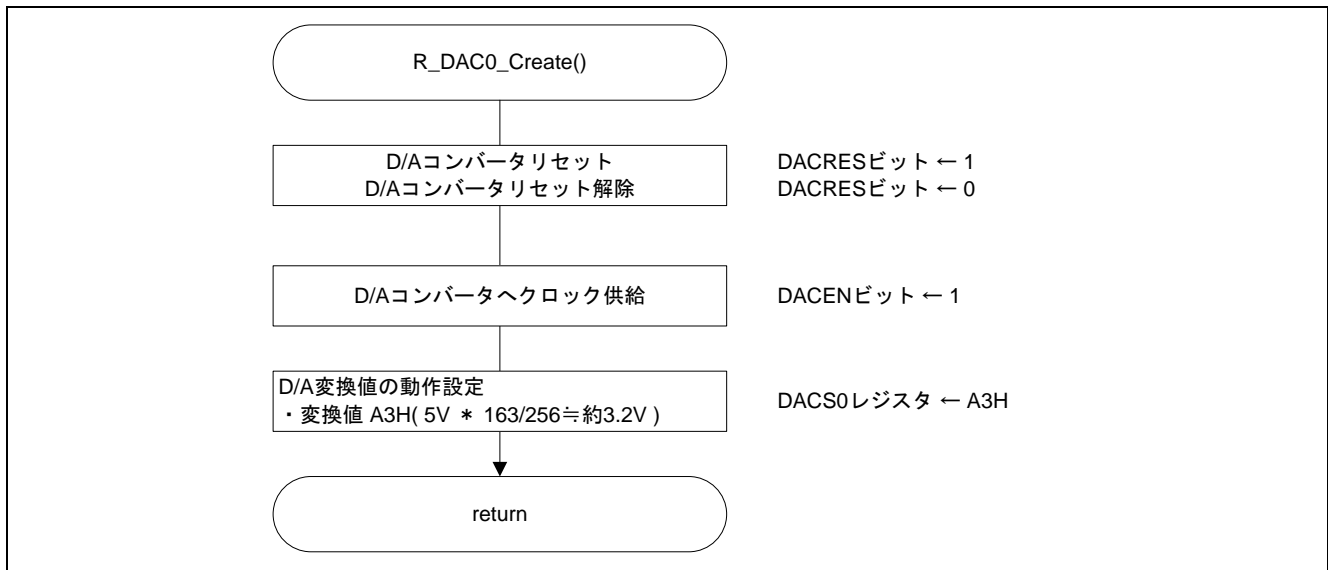 R_DAC0_Create()
D/Aコンバータリセット
D/Aコンバータリセット解除
DACRESビット ← 1
DACRESビット ← 0
D/Aコンバータへクロック供給
DACENビット ← 1
D/A変換値の動作設定
・変換値 A3H( 5V * 163/256≒約3.2V )
DACS0レジスタ ← A3H
return